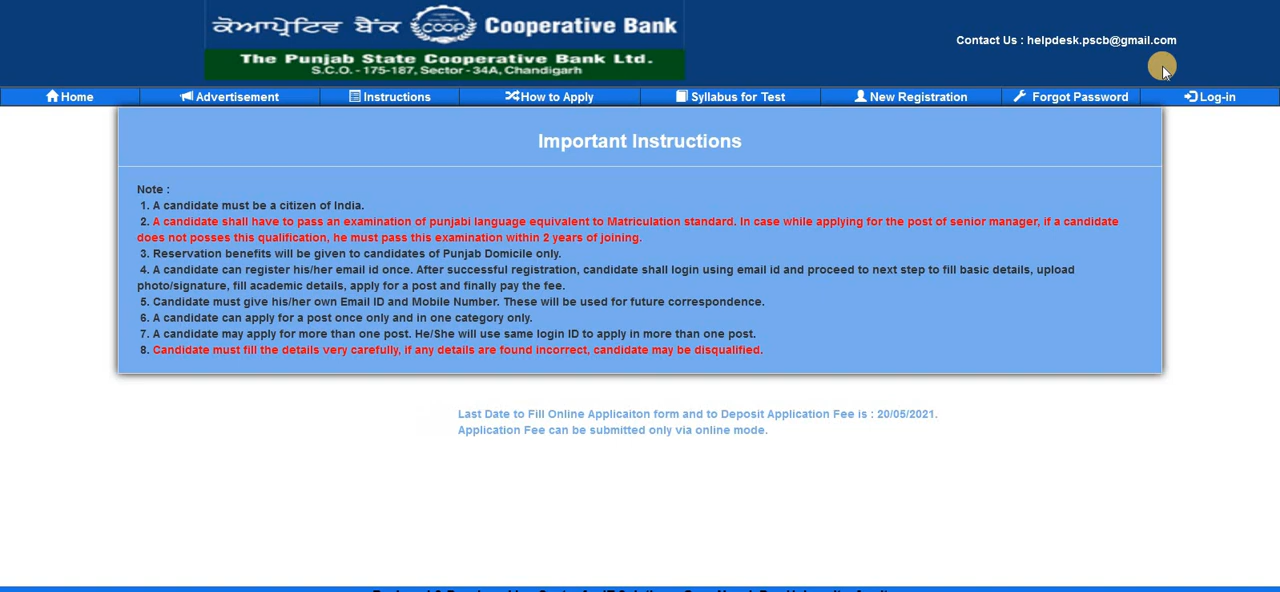 ਕੋਆਪ੍ਰੇਟਿਵ ਬੈਂਕ COOP Cooperative Bank
The Punjab State Cooperative Bank Ltd.
S.C.O. - 175-187, Sector - 34A, Chandigarh
Contact Us : helpdesk.pscb@gmail.com
Home Advertisement Instructions How to Apply Syllabus for Test New Registration Forgot Password Log-in
Important Instructions
Note :
1. A candidate must be a citizen of India.
2. A candidate shall have to pass an examination of punjabi language equivalent to Matriculation standard. In case while applying for the post of senior manager, if a candidate
does not posses this qualification, he must pass this examination within 2 years of joining.
3. Reservation benefits will be given to candidates of Punjab Domicile only.
4. A candidate can register his/her email id once. After successful registration, candidate shall login using email id and proceed to next step to fill basic details, upload
photo/signature, fill academic details, apply for a post and finally pay the fee.
5. Candidate must give his/her own Email ID and Mobile Number. These will be used for future correspondence.
6. A candidate can apply for a post once only and in one category only.
7. A candidate may apply for more than one post. He/She will use same login ID to apply in more than one post.
8. Candidate must fill the details very carefully, if any details are found incorrect, candidate may be disqualified.
Last Date to Fill Online Applicaiton form and to Deposit Application Fee is : 20/05/2021.
Application Fee can be submitted only via online mode.